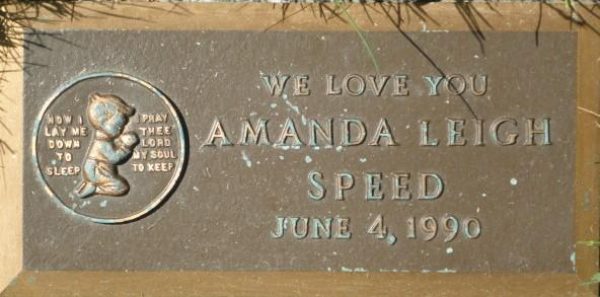 NOW I
LAY ME
DOWN
TO
SLEEP
I PRAY
THEE
LORD
MY SOUL
TO KEEP
WE LOVE YOU
AMANDA LEIGH
SPEED
JUNE 4, 1990